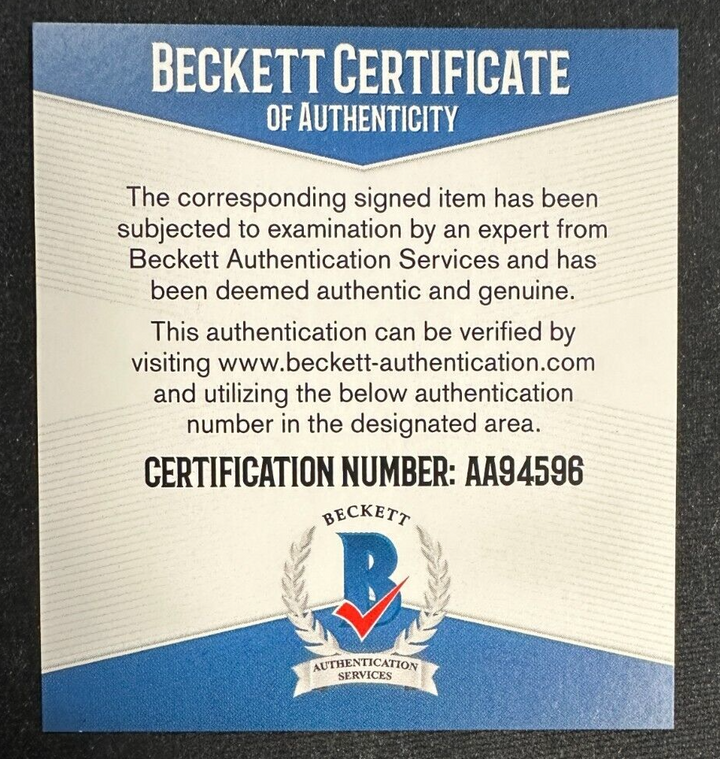 BECKETT CERTIFICATE
OF AUTHENTICITY
The corresponding signed item has been
subjected to examination by an expert from
Beckett Authentication Services and has
been deemed authentic and genuine.
This authentication can be verified by
visiting www.beckett-authentication.com
and utilizing the below authentication
number in the designated area.
CERTIFICATION NUMBER: AA94596
BECKETT
B
AUTHENTICATION
SERVICES